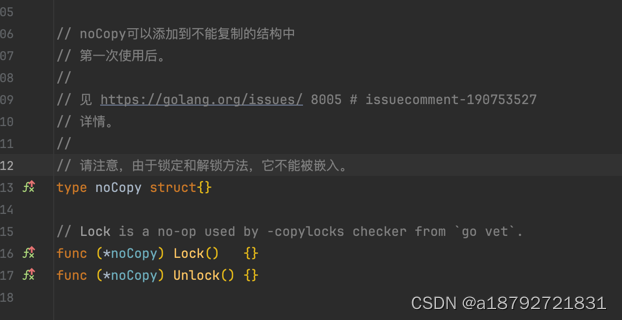 05
06 // noCopy可以添加到不能复制的结构中
07 // 第一次使用后。
08 //
09 // 见 https://golang.org/issues/ 8005 # issuecomment-190753527
10 // 详情。
11 //
12 // 请注意，由于锁定和解锁方法，它不能被嵌入。
13 type noCopy struct{}
14
15 // Lock is a no-op used by -copylocks checker from `go vet`.
16 func (*noCopy) Lock()   {}
17 func (*noCopy) Unlock() {}
18
CSDN @a18792721831